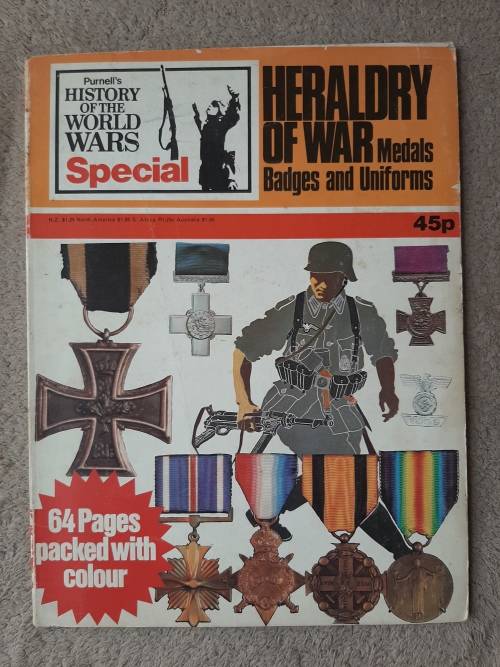 Purnell's
HISTORY
OF THE
WORLD
WARS
Special
HERALDRY
OF WAR Medals
Badges and Uniforms
45p
64 Pages
packed with
colour